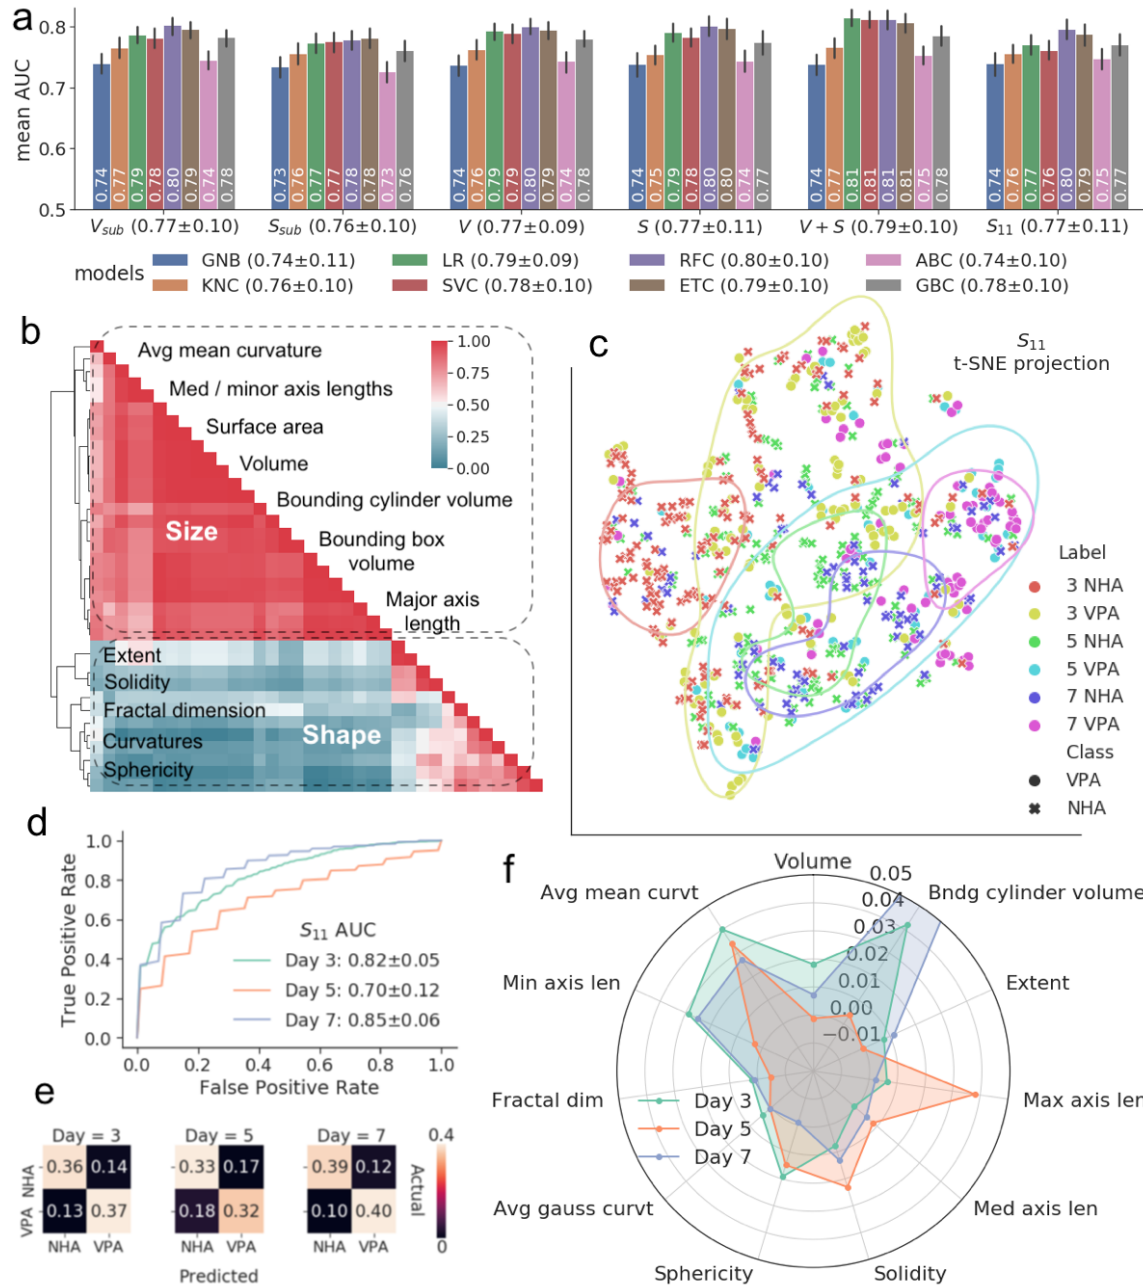 a
mean AUC
0.8
0.7
0.6
0.5
0.74 0.77 0.79 0.78 0.80 0.79 0.74 0.78
0.73 0.76 0.77 0.77 0.78 0.78 0.73 0.76
0.74 0.76 0.79 0.79 0.80 0.79 0.74 0.78
0.74 0.75 0.79 0.78 0.80 0.80 0.74 0.77
0.74 0.77 0.81 0.81 0.81 0.81 0.75 0.78
0.74 0.76 0.77 0.76 0.80 0.79 0.75 0.77
Vsub (0.77±0.10) Ssub (0.76±0.10) V (0.77±0.09) S (0.77±0.11) V + S (0.79±0.10) S11 (0.77±0.11)
models
GNB (0.74±0.11) LR (0.79±0.09) RFC (0.80±0.10) ABC (0.74±0.10)
KNC (0.76±0.10) SVC (0.78±0.10) ETC (0.79±0.10) GBC (0.78±0.10)
b
Avg mean curvature
Med / minor axis lengths
Surface area
Volume
Bounding cylinder volume
Bounding box
volume
Major axis
length
Size
1.00
0.75
0.50
0.25
0.00
Extent
Solidity
Fractal dimension
Curvatures
Sphericity
Shape
c
S11
t-SNE projection
Label
3 NHA
3 VPA
5 NHA
5 VPA
7 NHA
7 VPA
Class
VPA
NHA
d
True Positive Rate
1.0
0.8
0.6
0.4
0.2
0.0
S11 AUC
Day 3: 0.82±0.05
Day 5: 0.70±0.12
Day 7: 0.85±0.06
0.0 0.2 0.4 0.6 0.8 1.0
False Positive Rate
e
Day = 3 Day = 5 Day = 7
NHA
VPA
0.36 0.14 0.33 0.17 0.39 0.12
0.13 0.37 0.18 0.32 0.10 0.40
NHA VPA NHA VPA NHA VPA
Predicted
0.4
0
Actual
f
Volume
Bndg cylinder volume
Extent
Max axis len
Med axis len
Solidity
Sphericity
Avg gauss curvt
Fractal dim
Min axis len
Avg mean curvt
0.05
0.04
0.03
0.02
0.01
0.00
−0.01
Day 3
Day 5
Day 7